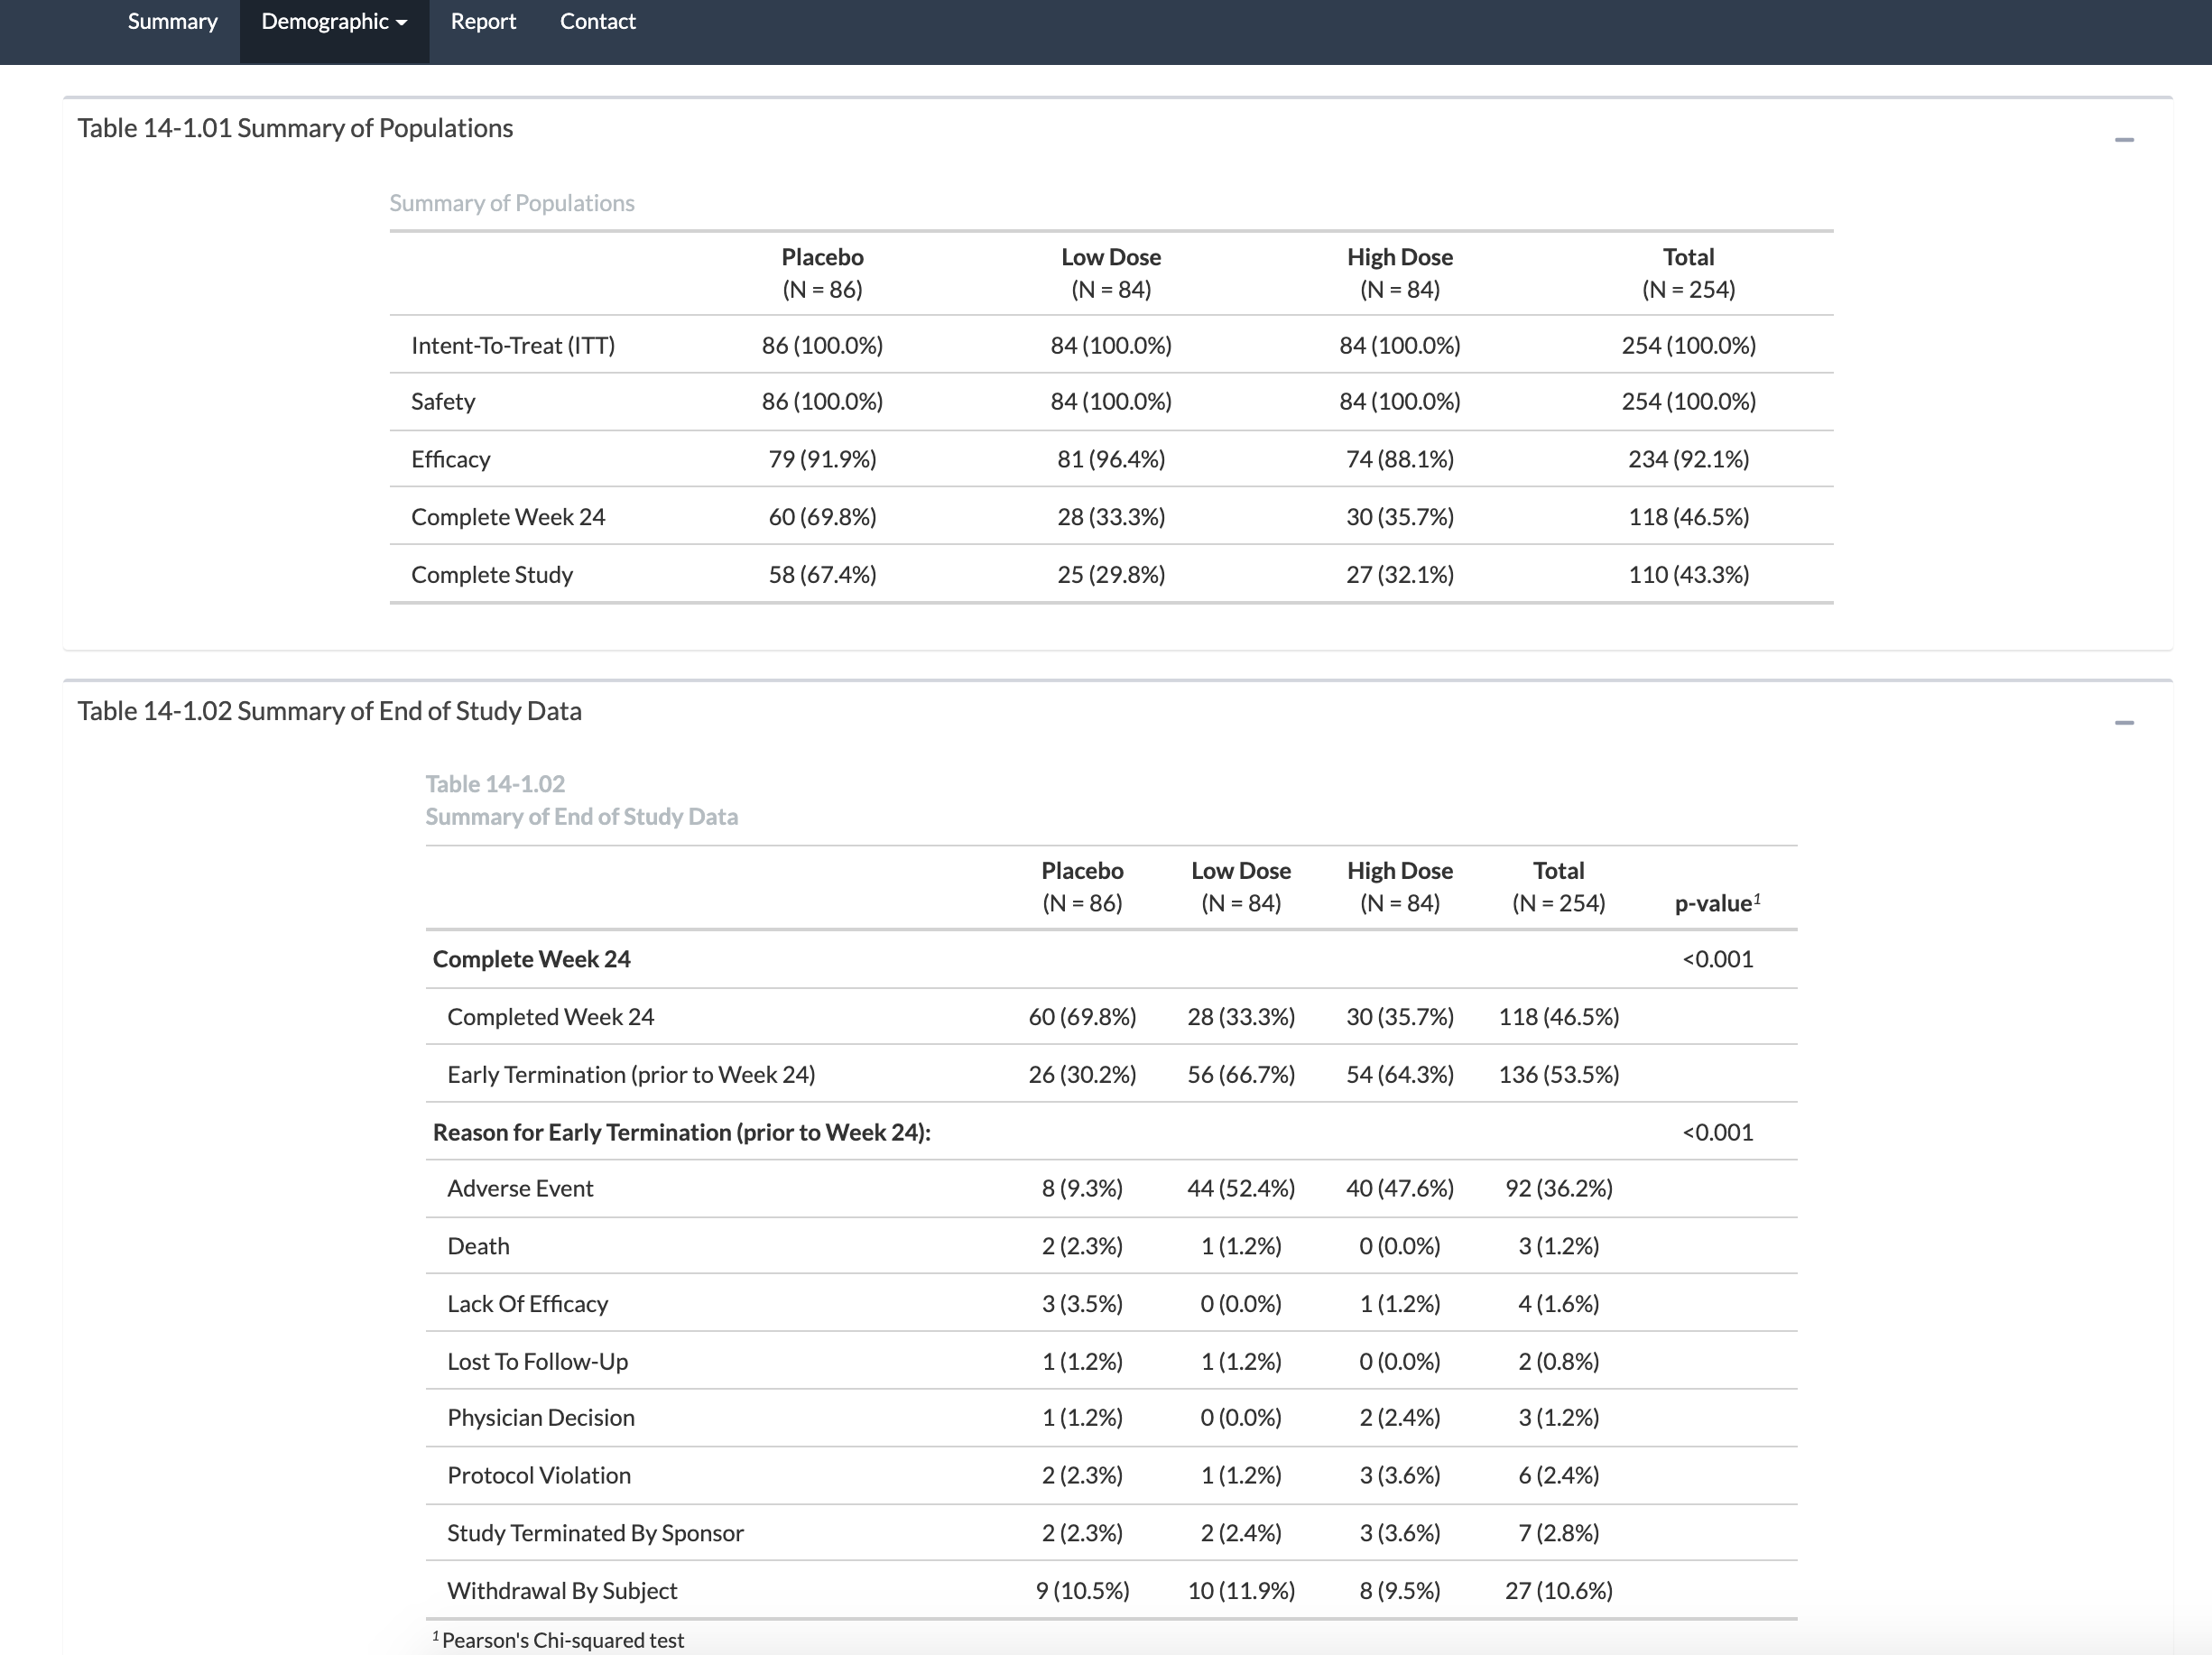 Summary Demographic Report Contact
Table 14-1.01 Summary of Populations
Summary of Populations
Placebo Low Dose High Dose Total
(N = 86) (N = 84) (N = 84) (N = 254)
Intent-To-Treat (ITT) 86 (100.0%) 84 (100.0%) 84 (100.0%) 254 (100.0%)
Safety 86 (100.0%) 84 (100.0%) 84 (100.0%) 254 (100.0%)
Efficacy 79 (91.9%) 81 (96.4%) 74 (88.1%) 234 (92.1%)
Complete Week 24 60 (69.8%) 28 (33.3%) 30 (35.7%) 118 (46.5%)
Complete Study 58 (67.4%) 25 (29.8%) 27 (32.1%) 110 (43.3%)
Table 14-1.02 Summary of End of Study Data
Table 14-1.02
Summary of End of Study Data
Placebo Low Dose High Dose Total
(N = 86) (N = 84) (N = 84) (N = 254) p-value¹
Complete Week 24 <0.001
Completed Week 24 60 (69.8%) 28 (33.3%) 30 (35.7%) 118 (46.5%)
Early Termination (prior to Week 24) 26 (30.2%) 56 (66.7%) 54 (64.3%) 136 (53.5%)
Reason for Early Termination (prior to Week 24): <0.001
Adverse Event 8 (9.3%) 44 (52.4%) 40 (47.6%) 92 (36.2%)
Death 2 (2.3%) 1 (1.2%) 0 (0.0%) 3 (1.2%)
Lack Of Efficacy 3 (3.5%) 0 (0.0%) 1 (1.2%) 4 (1.6%)
Lost To Follow-Up 1 (1.2%) 1 (1.2%) 0 (0.0%) 2 (0.8%)
Physician Decision 1 (1.2%) 0 (0.0%) 2 (2.4%) 3 (1.2%)
Protocol Violation 2 (2.3%) 1 (1.2%) 3 (3.6%) 6 (2.4%)
Study Terminated By Sponsor 2 (2.3%) 2 (2.4%) 3 (3.6%) 7 (2.8%)
Withdrawal By Subject 9 (10.5%) 10 (11.9%) 8 (9.5%) 27 (10.6%)
¹ Pearson's Chi-squared test